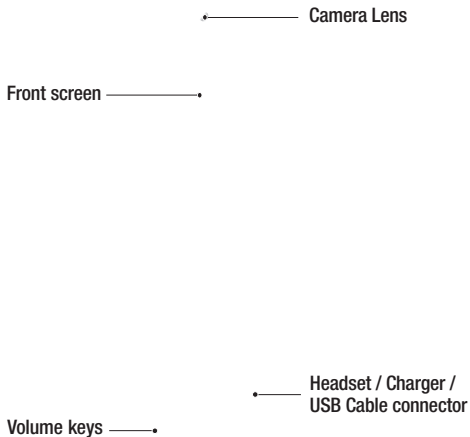 Camera Lens
Front screen
Headset / Charger /
USB Cable connector
Volume keys